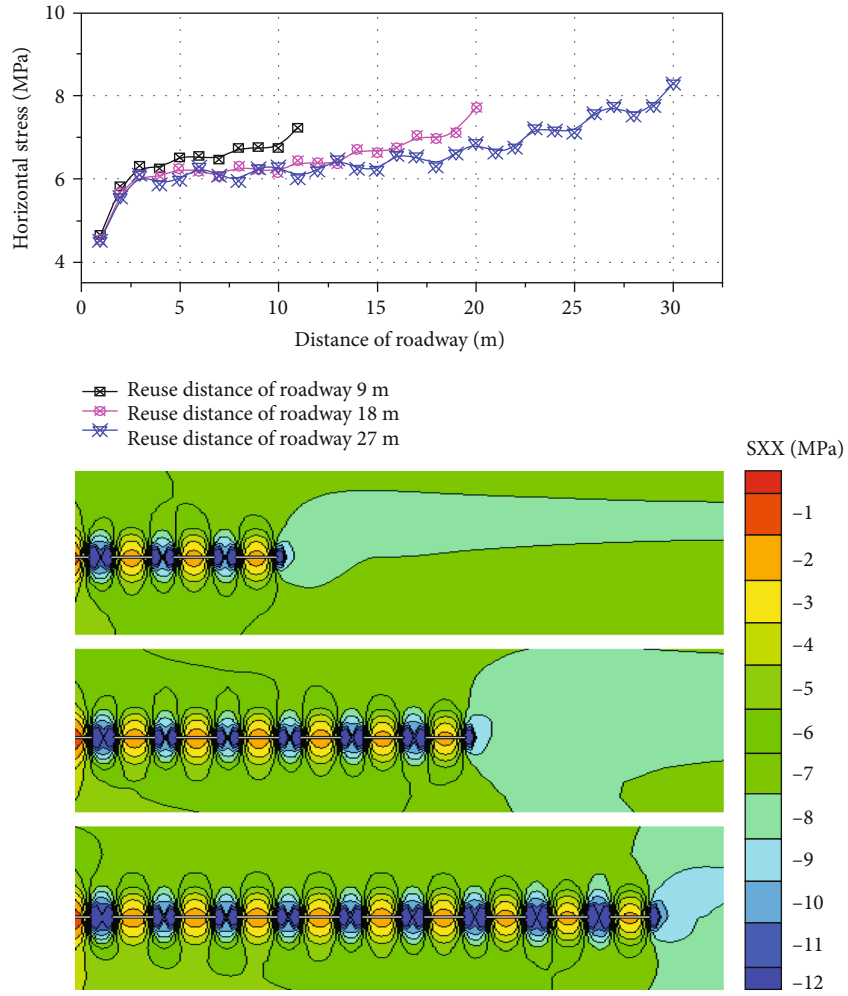 10
8
6
4
Horizontal stress (MPa)
0 5 10 15 20 25 30
Distance of roadway (m)
Reuse distance of roadway 9 m
Reuse distance of roadway 18 m
Reuse distance of roadway 27 m
SXX (MPa)
–1
–2
–3
–4
–5
–6
–7
–8
–9
–10
–11
–12